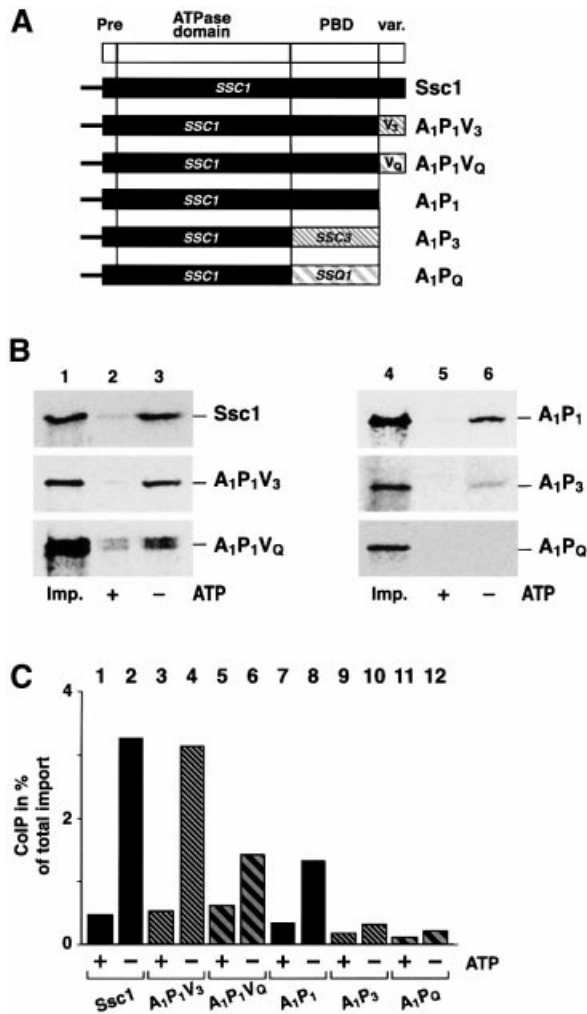 A
Pre ATPase domain PBD var.
SSC1 Ssc1
SSC1 V3 A1P1V3
SSC1 VQ A1P1VQ
SSC1 A1P1
SSC1 SSC3 A1P3
SSC1 SSQ1 A1PQ
B
1 2 3
Ssc1
A1P1V3
A1P1VQ
Imp. + − ATP
4 5 6
A1P1
A1P3
A1PQ
Imp. + − ATP
C
1 2 3 4 5 6 7 8 9 10 11 12
4
2
0
CoIP in %
of total import
+ − + − + − + − + − + − ATP
Ssc1 A1P1V3 A1P1VQ A1P1 A1P3 A1PQ